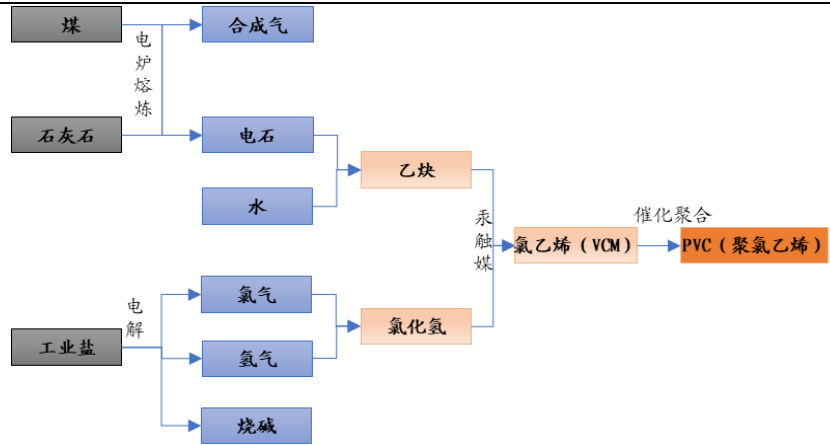 煤
合成气
电炉熔炼
石灰石
电石
乙炔
水
汞触媒
氯乙烯（VCM）
催化聚合
PVC（聚氯乙烯）
电解
氯气
氯化氢
工业盐
氢气
烧碱